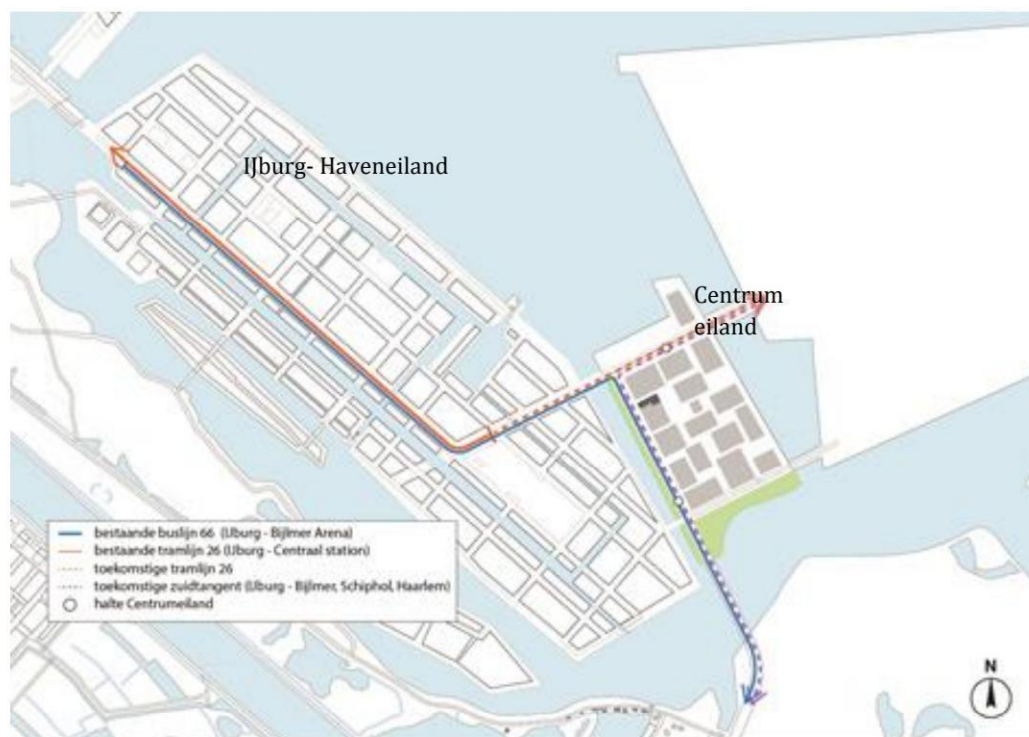 IJburg- Haveneiland
Centrum
eiland
bestaande buslijn 66 (IJburg - Bijlmer Arena)
bestaande tramlijn 26 (IJburg - Centraal station)
toekomstige tramlijn 26
toekomstige zuidtangent (IJburg - Bijlmer, Schiphol, Haarlem)
halte Centrumeiland
N